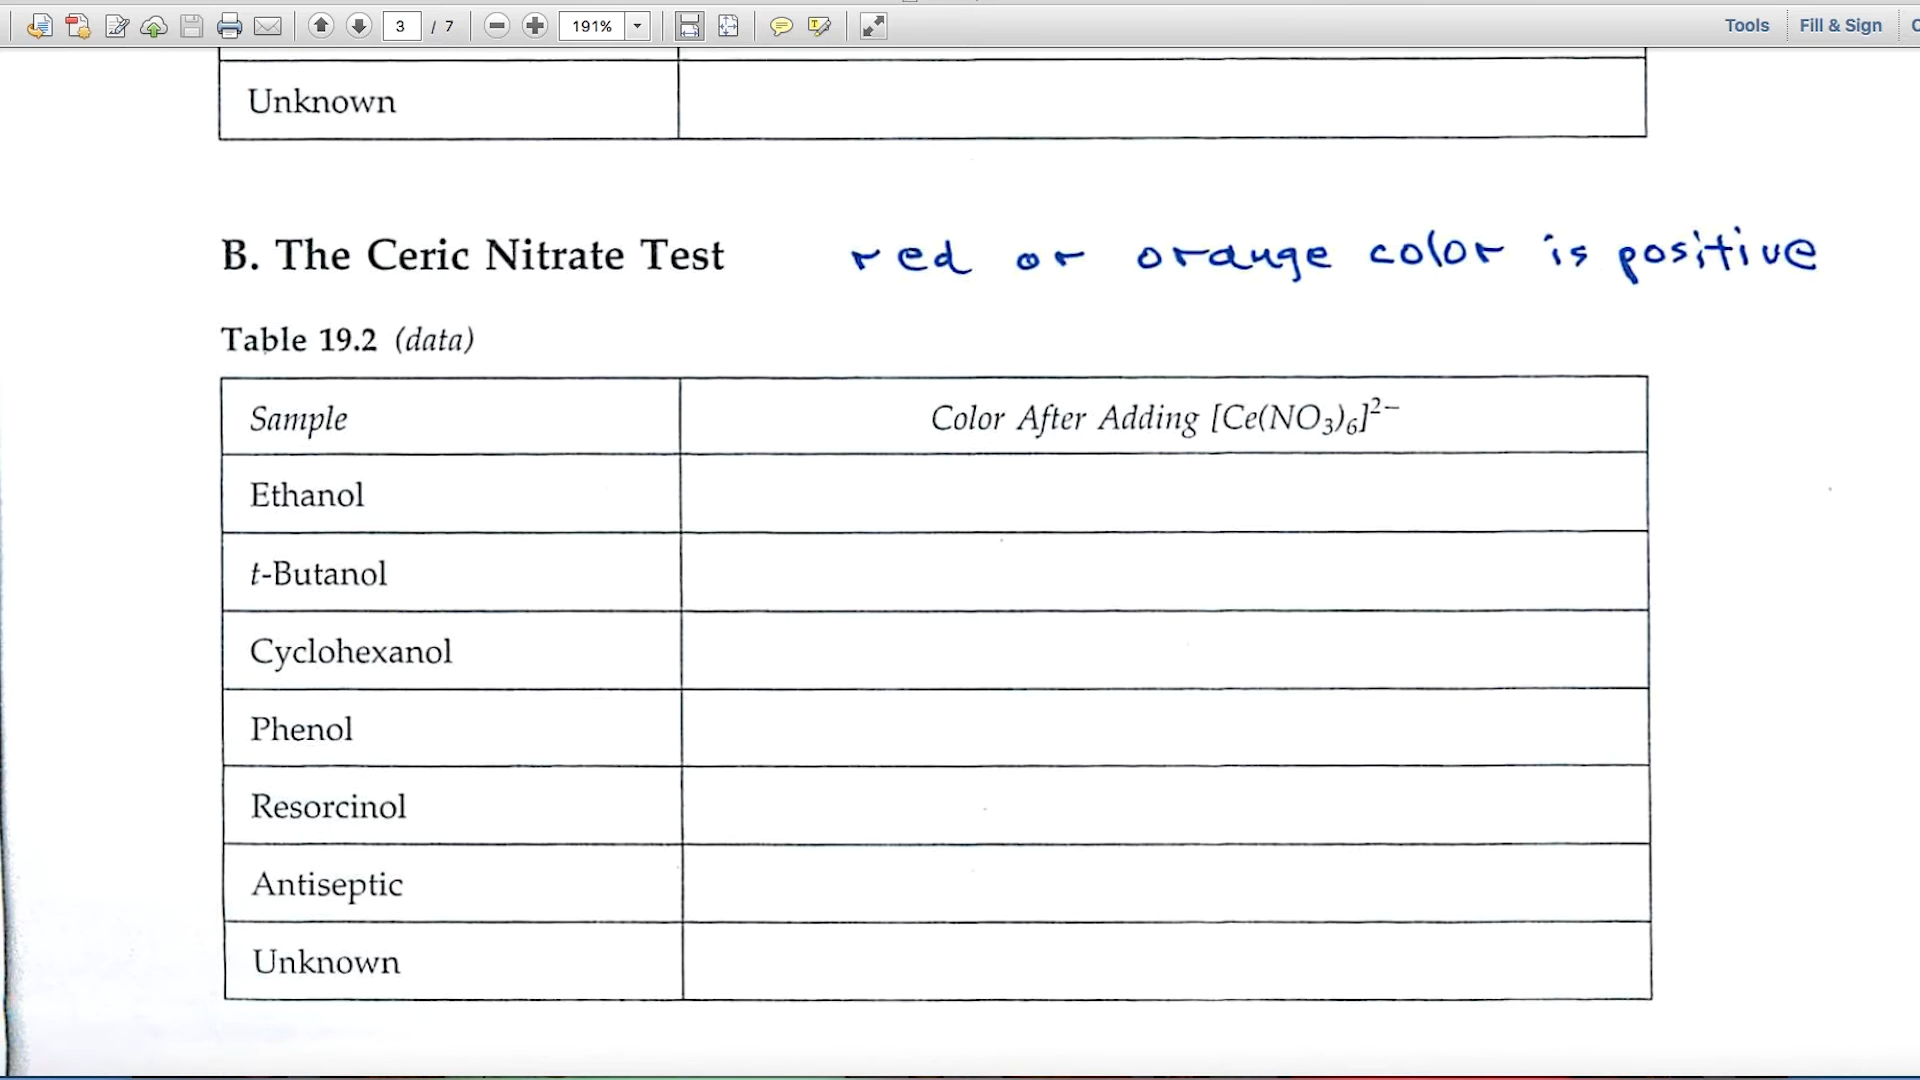 3 / 7 191% Tools Fill & Sign
Unknown
B. The Ceric Nitrate Test red or orange color is positive
Table 19.2 (data)
Sample Color After Adding [Ce(NO₃)₆]²⁻
Ethanol
t-Butanol
Cyclohexanol
Phenol
Resorcinol
Antiseptic
Unknown